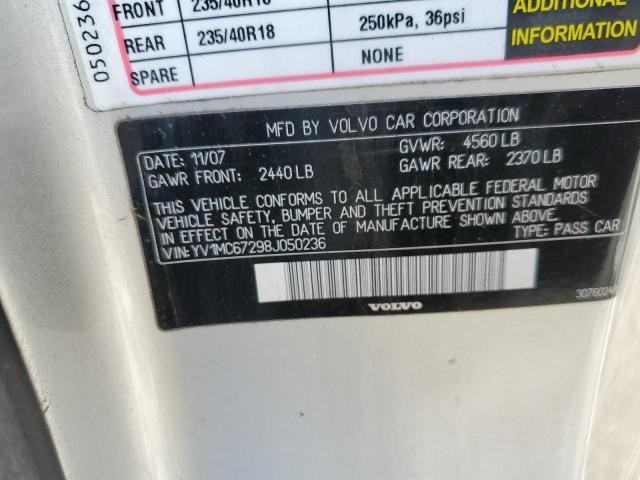 050236
FRONT 235/40R18
REAR 235/40R18 250kPa, 36psi
SPARE NONE
ADDITIONAL
INFORMATION
MFD BY VOLVO CAR CORPORATION
DATE: 11/07 GVWR: 4560 LB
GAWR FRONT: 2440 LB GAWR REAR: 2370 LB
THIS VEHICLE CONFORMS TO ALL APPLICABLE FEDERAL MOTOR
VEHICLE SAFETY, BUMPER AND THEFT PREVENTION STANDARDS
IN EFFECT ON THE DATE OF MANUFACTURE SHOWN ABOVE.
VIN: YV1MC67298J050236 TYPE: PASS CAR
VOLVO